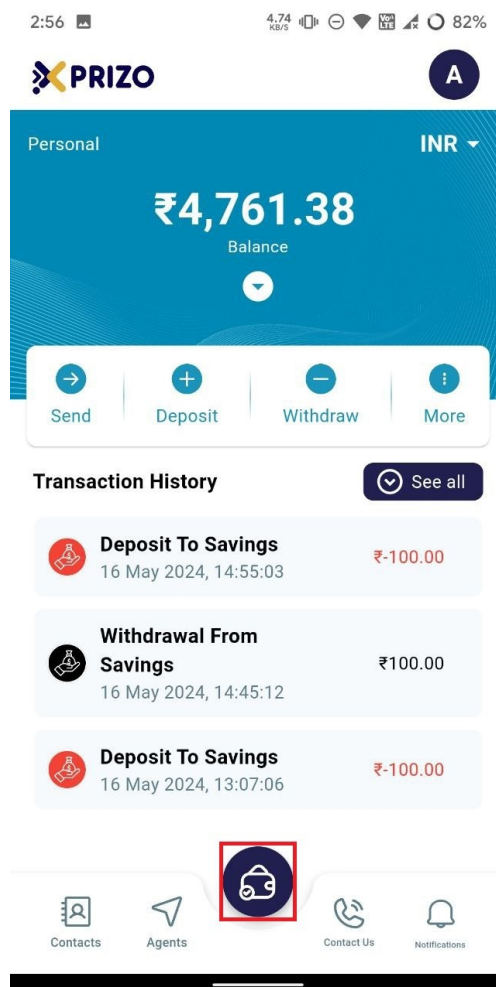 2:56 4.74 KB/S Vo+ LTE 82%
XPRIZO A
Personal INR
₹4,761.38
Balance
Send Deposit Withdraw More
Transaction History See all
Deposit To Savings ₹-100.00
16 May 2024, 14:55:03
Withdrawal From
Savings ₹100.00
16 May 2024, 14:45:12
Deposit To Savings ₹-100.00
16 May 2024, 13:07:06
Contacts Agents Contact Us Notifications